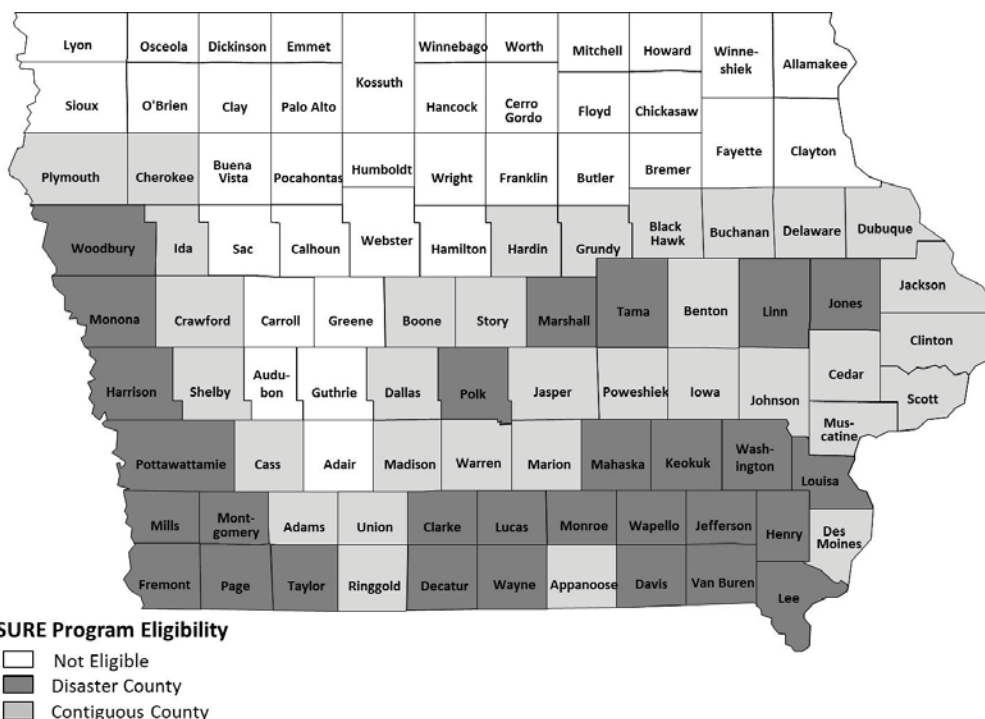 Lyon
Osceola
Dickinson
Emmet
Kossuth
Winnebago
Worth
Mitchell
Howard
Winne-
shiek
Allamakee
Sioux
O'Brien
Clay
Palo Alto
Hancock
Cerro
Gordo
Floyd
Chickasaw
Fayette
Clayton
Plymouth
Cherokee
Buena
Vista
Pocahontas
Humboldt
Wright
Franklin
Butler
Bremer
Woodbury
Ida
Sac
Calhoun
Webster
Hamilton
Hardin
Grundy
Black
Hawk
Buchanan
Delaware
Dubuque
Monona
Crawford
Carroll
Greene
Boone
Story
Marshall
Tama
Benton
Linn
Jones
Jackson
Clinton
Harrison
Shelby
Audu-
bon
Guthrie
Dallas
Polk
Jasper
Poweshiek
Iowa
Johnson
Cedar
Scott
Mus-
catine
Pottawattamie
Cass
Adair
Madison
Warren
Marion
Mahaska
Keokuk
Wash-
ington
Louisa
Mills
Mont-
gomery
Adams
Union
Clarke
Lucas
Monroe
Wapello
Jefferson
Henry
Des
Moines
Fremont
Page
Taylor
Ringgold
Decatur
Wayne
Appanoose
Davis
Van Buren
Lee
SURE Program Eligibility
Not Eligible
Disaster County
Contiguous County